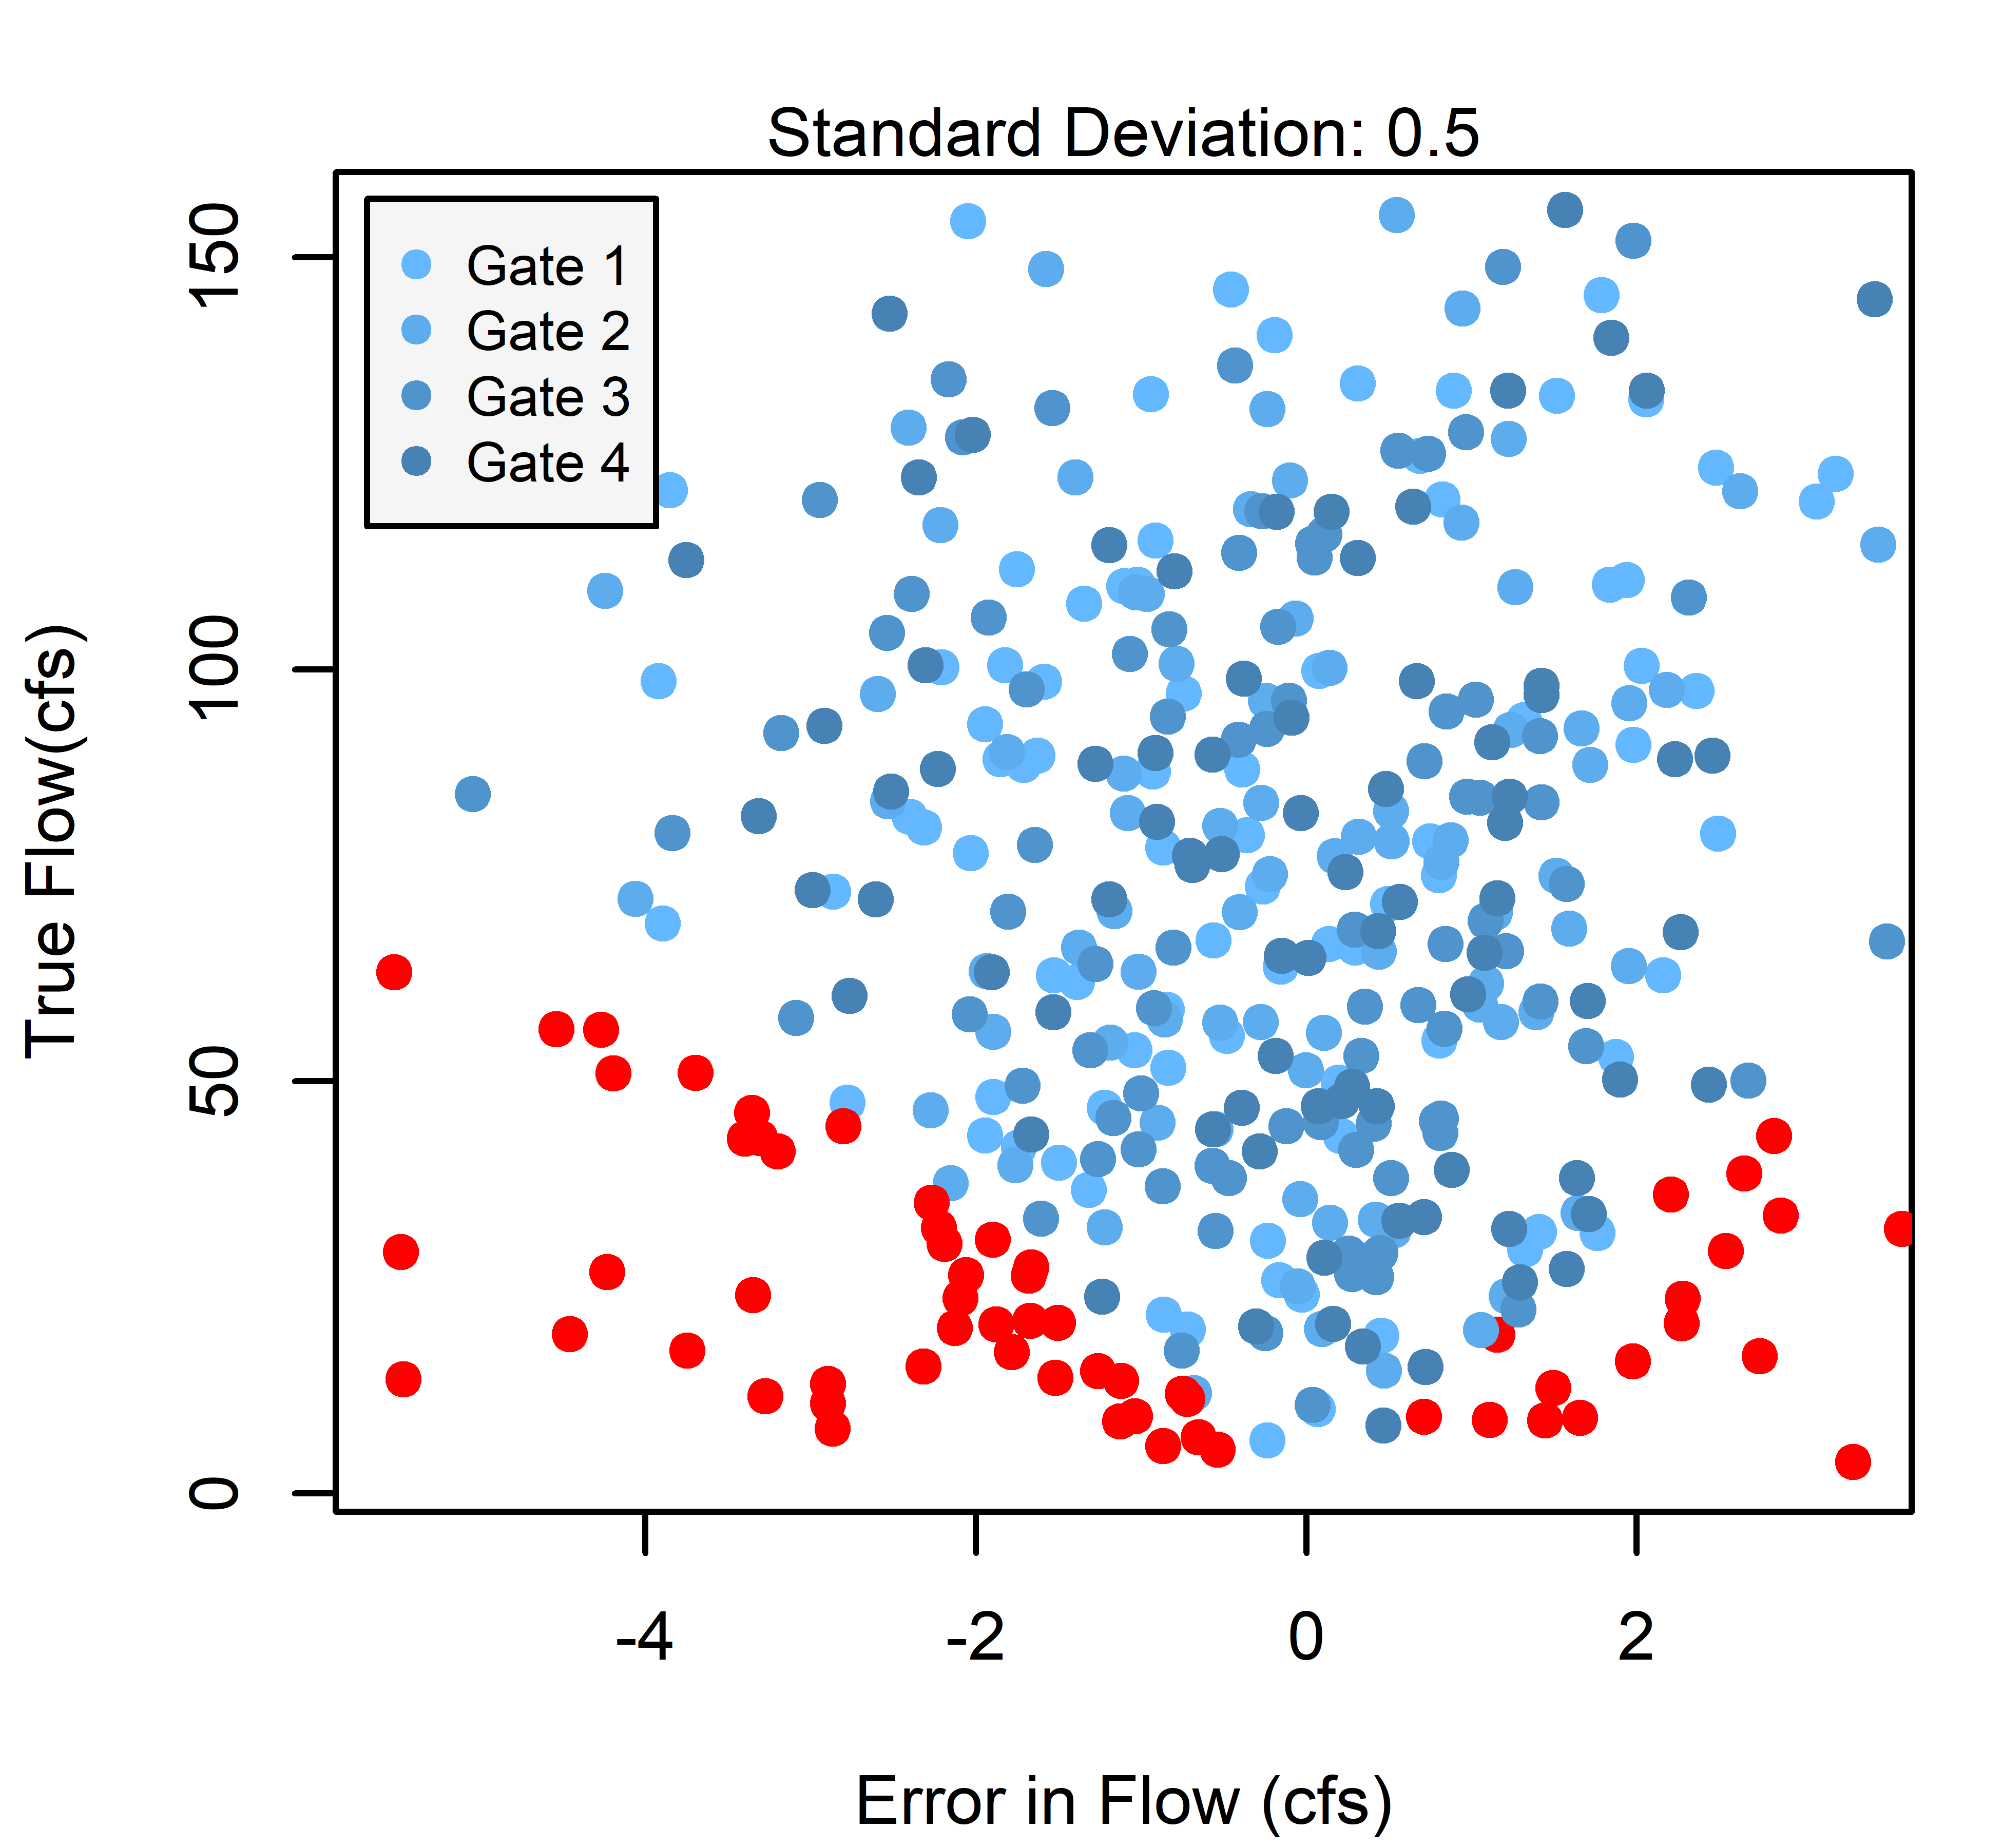 Standard Deviation: 0.5
Gate 1
Gate 2
Gate 3
Gate 4
True Flow(cfs)
150
100
50
0
-4 -2 0 2
Error in Flow (cfs)